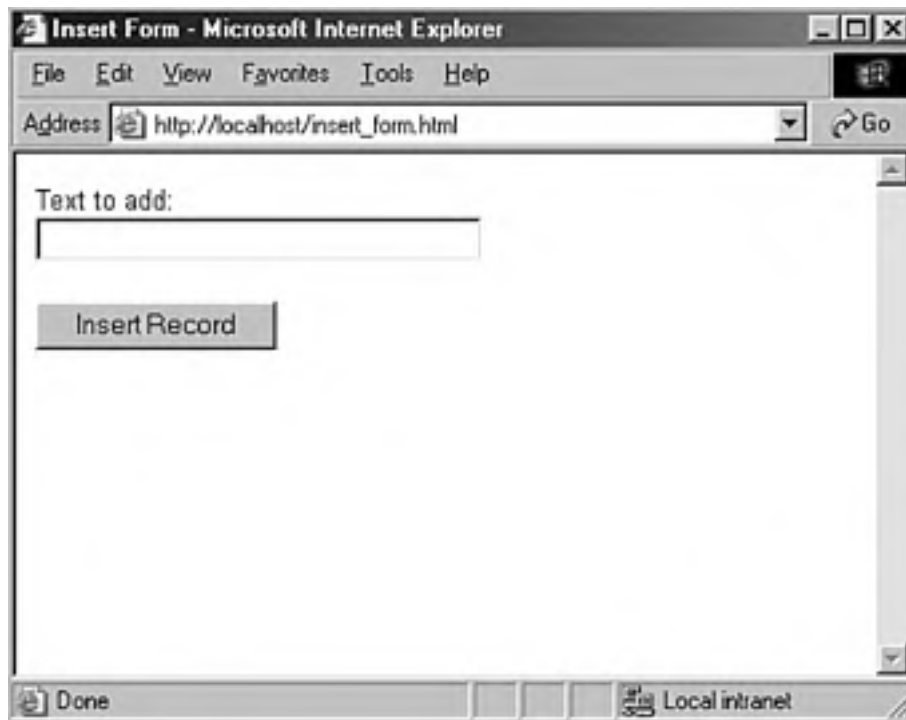 Insert Form - Microsoft Internet Explorer
File Edit View Favorites Tools Help
Address http://localhost/insert_form.html Go
Text to add:
Insert Record
Done Local intranet